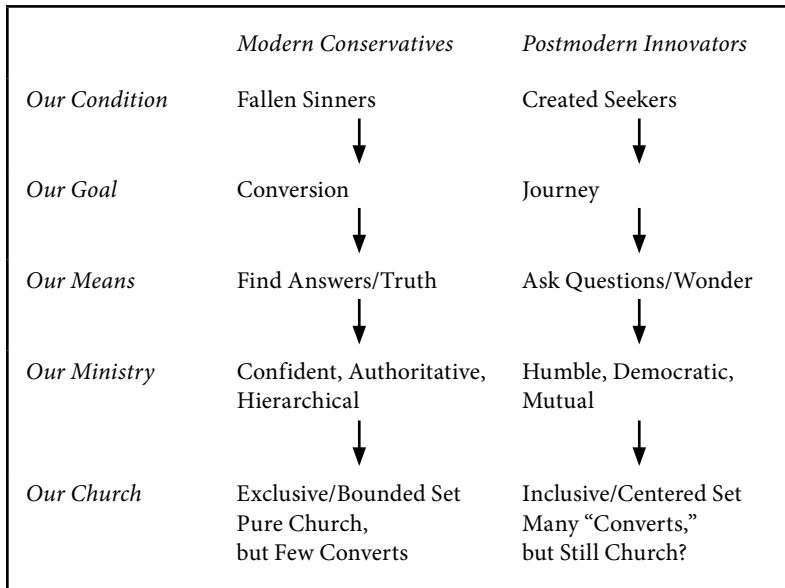 Modern Conservatives Postmodern Innovators
Our Condition Fallen Sinners Created Seekers
Our Goal Conversion Journey
Our Means Find Answers/Truth Ask Questions/Wonder
Our Ministry Confident, Authoritative, Humble, Democratic,
Hierarchical Mutual
Our Church Exclusive/Bounded Set Inclusive/Centered Set
Pure Church, Many “Converts,”
but Few Converts but Still Church?